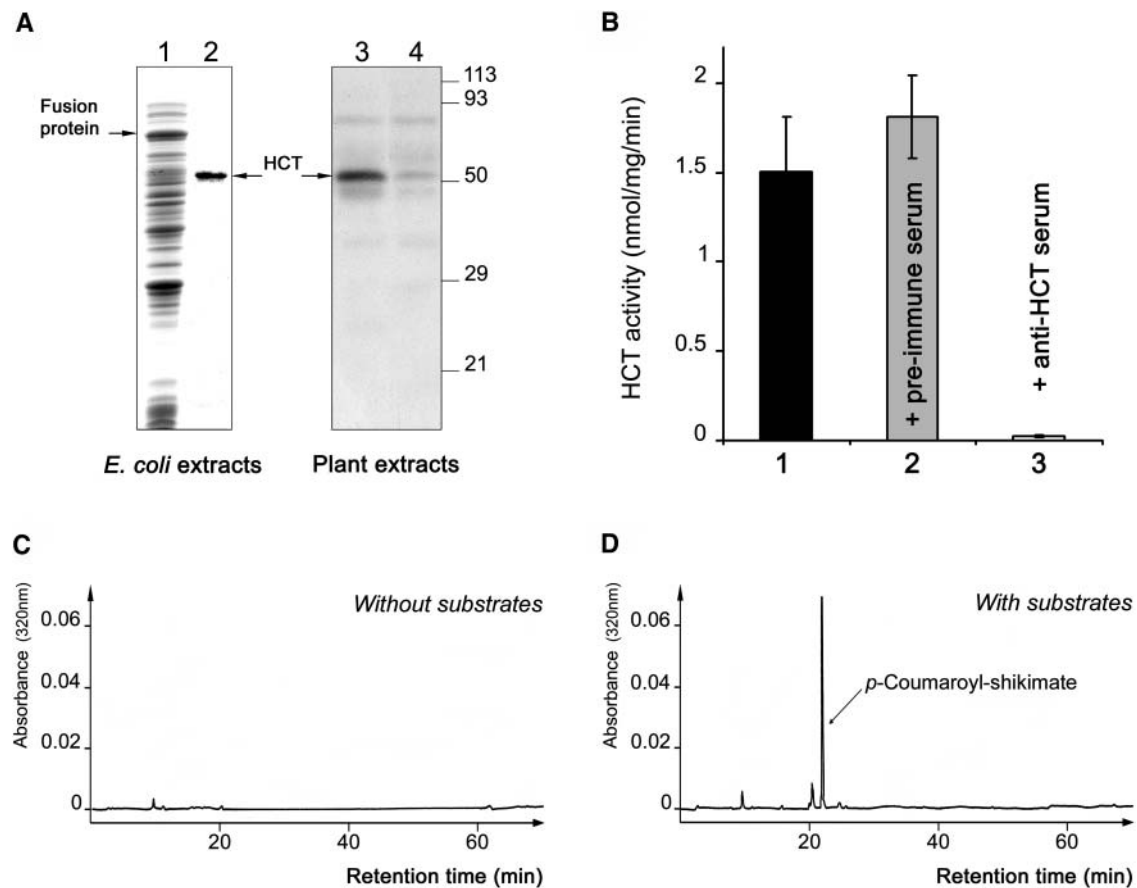 A
1 2
3 4
Fusion
protein
HCT
113
93
50
29
21
E. coli extracts
Plant extracts
B
HCT activity (nmol/mg/min)
2
1.5
1
0.5
0
+ pre-immune serum
+ anti-HCT serum
1 2 3
C
Without substrates
Absorbance (320nm)
0.06
0.04
0.02
0
20 40 60
Retention time (min)
D
With substrates
p-Coumaroyl-shikimate
Absorbance (320nm)
0.06
0.04
0.02
0
20 40 60
Retention time (min)